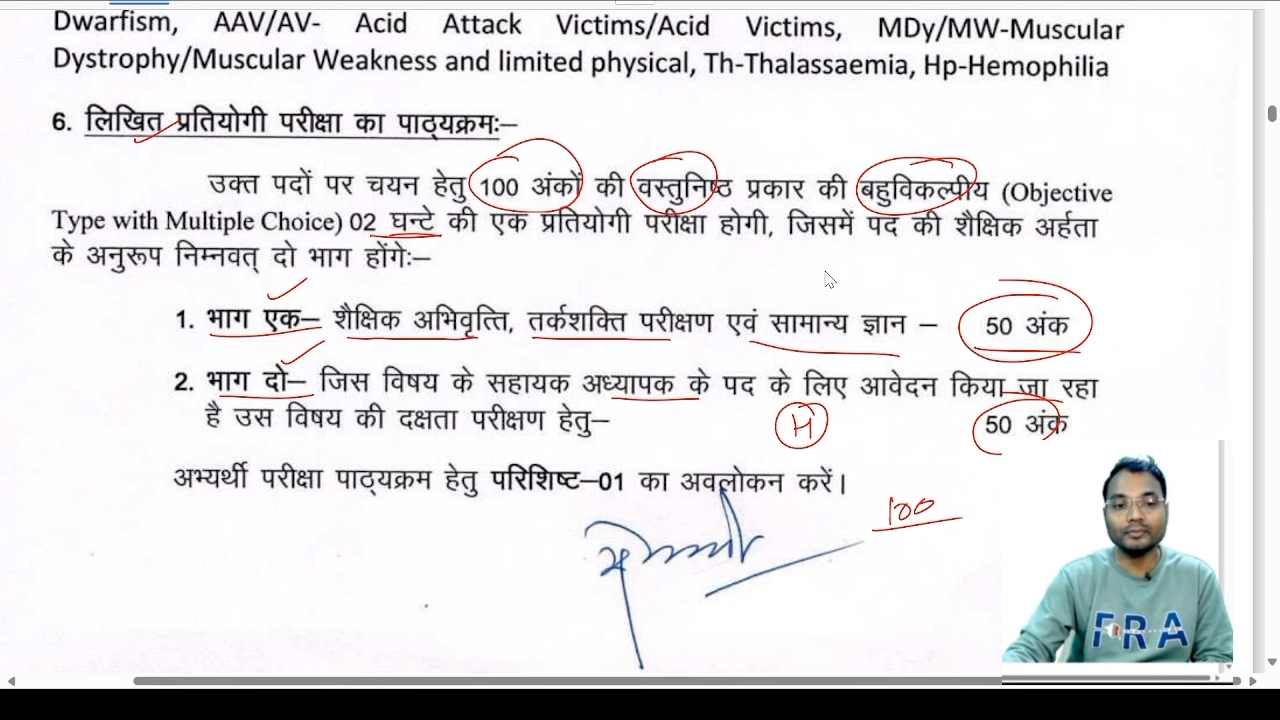 Dwarfism, AAV/AV- Acid Attack Victims/Acid Victims, MDy/MW-Muscular
Dystrophy/Muscular Weakness and limited physical, Th-Thalassaemia, Hp-Hemophilia
6. लिखित प्रतियोगी परीक्षा का पाठ्यक्रमः–
उक्त पदों पर चयन हेतु 100 अंकों की वस्तुनिष्ठ प्रकार की बहुविकल्पीय (Objective
Type with Multiple Choice) 02 घन्टे की एक प्रतियोगी परीक्षा होगी, जिसमें पद की शैक्षिक अर्हता
के अनुरूप निम्नवत् दो भाग होंगेः–
1. भाग एक– शैक्षिक अभिवृत्ति, तर्कशक्ति परीक्षण एवं सामान्य ज्ञान – 50 अंक
2. भाग दो– जिस विषय के सहायक अध्यापक के पद के लिए आवेदन किया जा रहा
है उस विषय की दक्षता परीक्षण हेतु– 50 अंक
H
अभ्यर्थी परीक्षा पाठ्यक्रम हेतु परिशिष्ट–01 का अवलोकन करें।
100
FRA